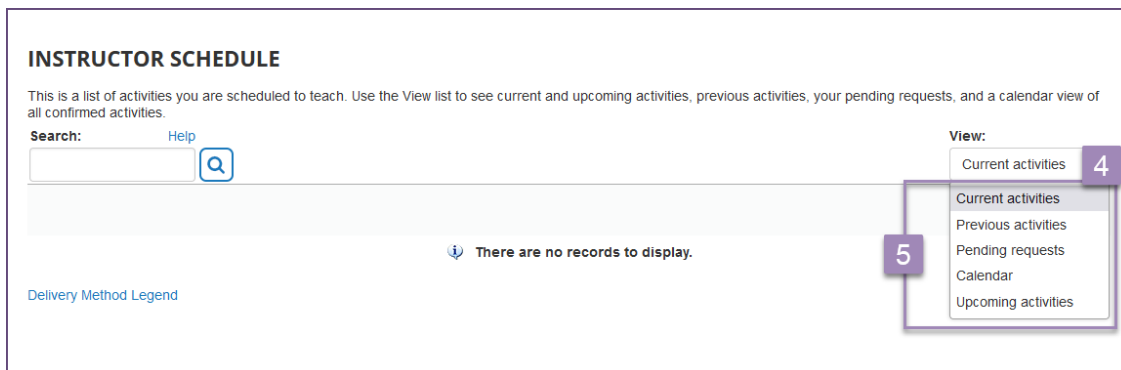 INSTRUCTOR SCHEDULE
This is a list of activities you are scheduled to teach. Use the View list to see current and upcoming activities, previous activities, your pending requests, and a calendar view of
all confirmed activities.
Search: Help
View:
Current activities 4
Current activities
Previous activities
5 Pending requests
There are no records to display.
Calendar
Delivery Method Legend
Upcoming activities